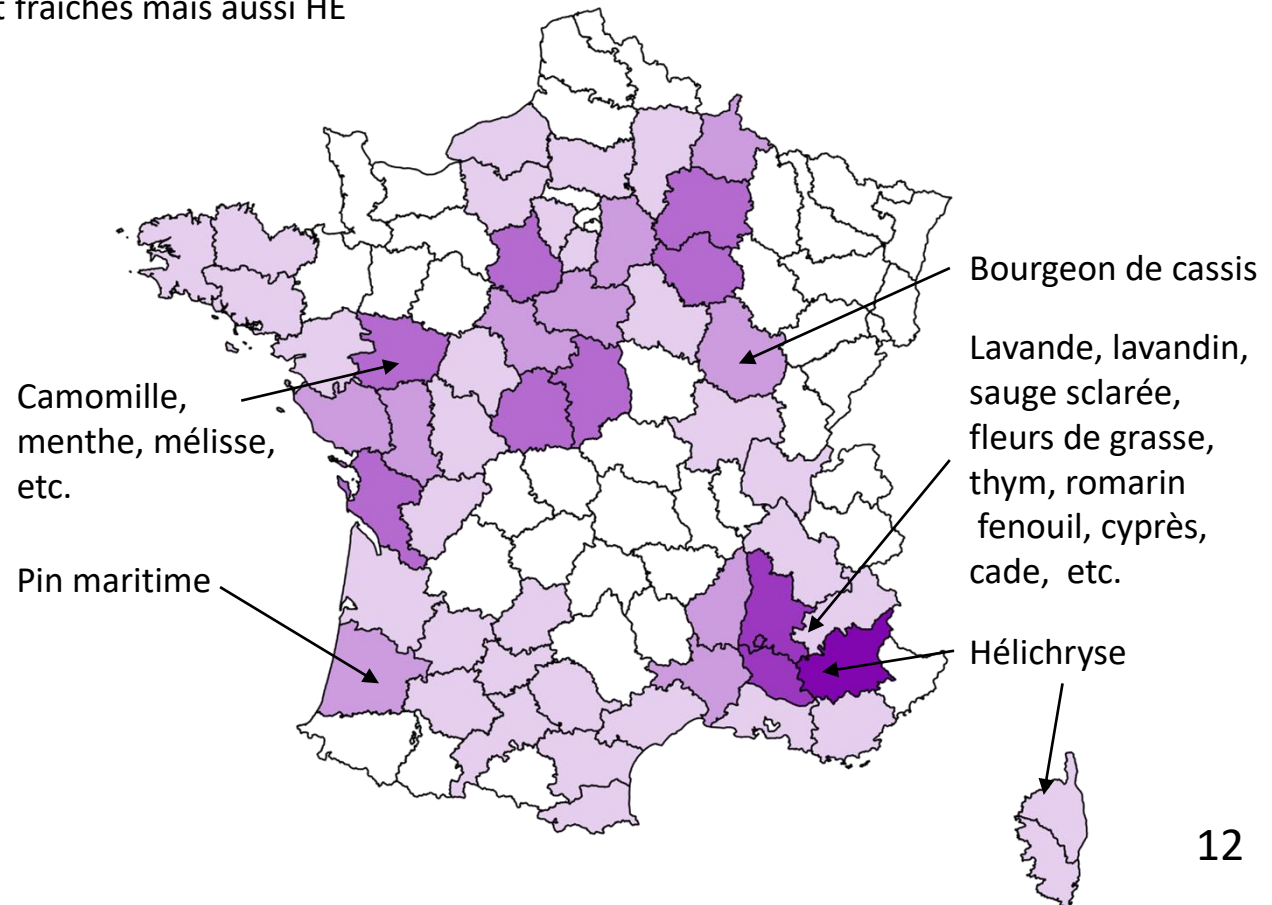 fraîches mais aussi HE
Bourgeon de cassis
Lavande, lavandin,
sauge sclarée,
fleurs de grasse,
thym, romarin
fenouil, cyprès,
cade, etc.
Camomille,
menthe, mélisse,
etc.
Pin maritime
Hélichryse
12